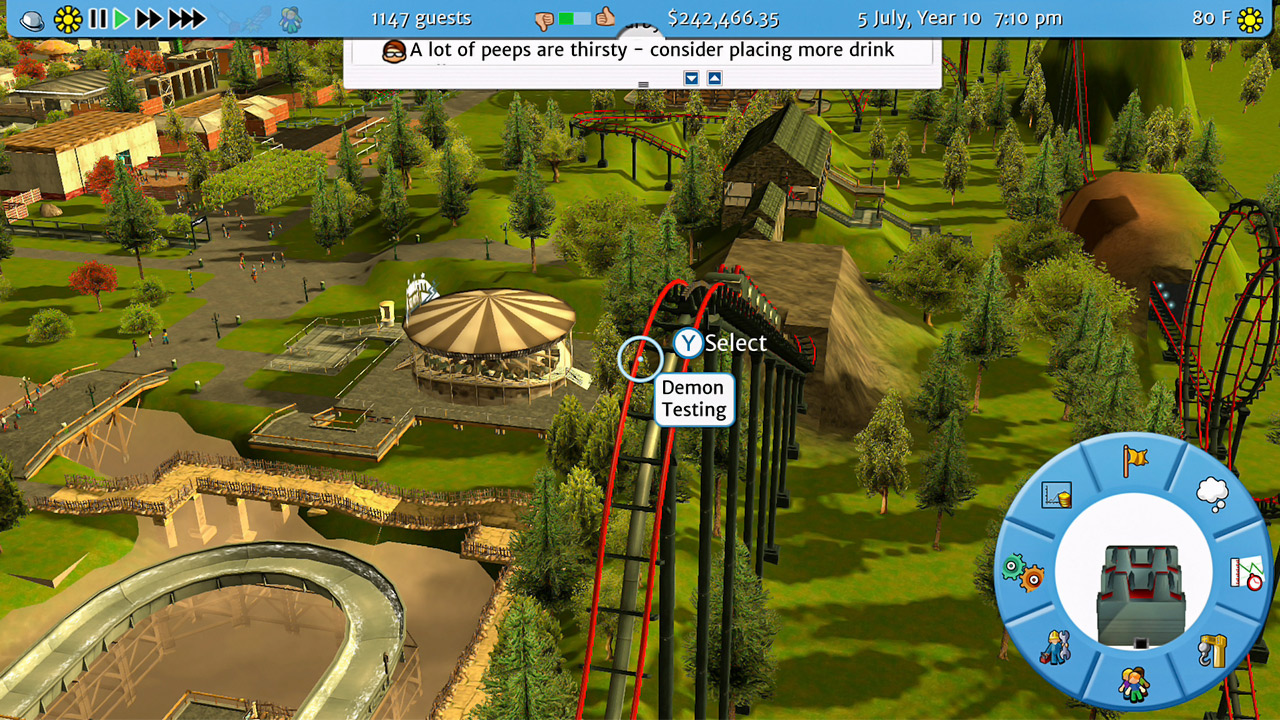 1147 guests
$242,466.35
5 July, Year 10 7:10 pm
80 F
A lot of peeps are thirsty - consider placing more drink
Y Select
Demon
Testing